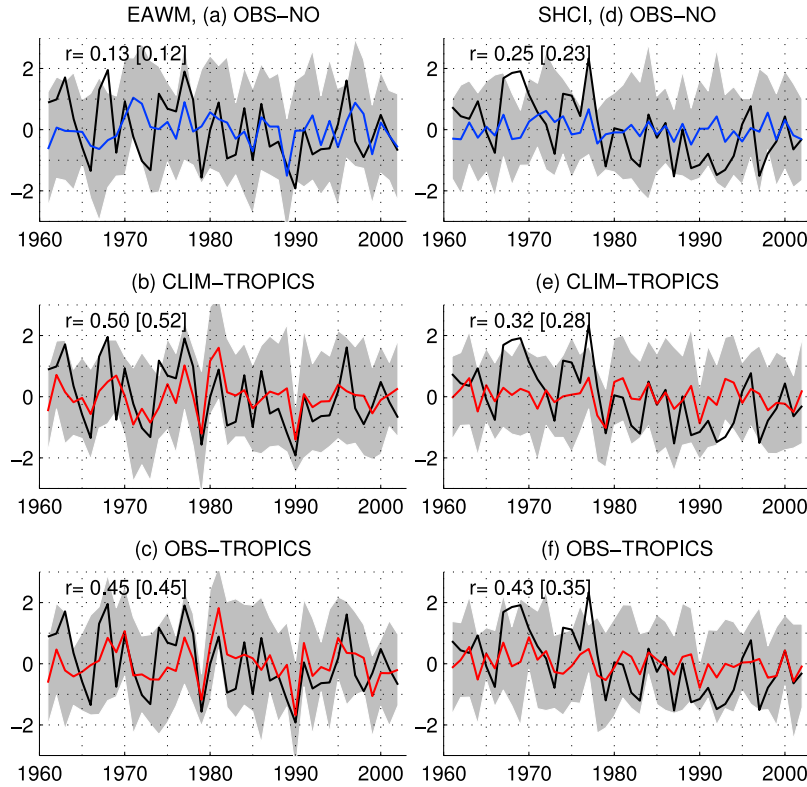 EAWM, (a) OBS−NO
r= 0.13 [0.12]
2
0
−2
1960 1970 1980 1990 2000
SHCI, (d) OBS−NO
r= 0.25 [0.23]
2
0
−2
1960 1970 1980 1990 2000
(b) CLIM−TROPICS
r= 0.50 [0.52]
2
0
−2
1960 1970 1980 1990 2000
(e) CLIM−TROPICS
r= 0.32 [0.28]
2
0
−2
1960 1970 1980 1990 2000
(c) OBS−TROPICS
r= 0.45 [0.45]
2
0
−2
1960 1970 1980 1990 2000
(f) OBS−TROPICS
r= 0.43 [0.35]
2
0
−2
1960 1970 1980 1990 2000